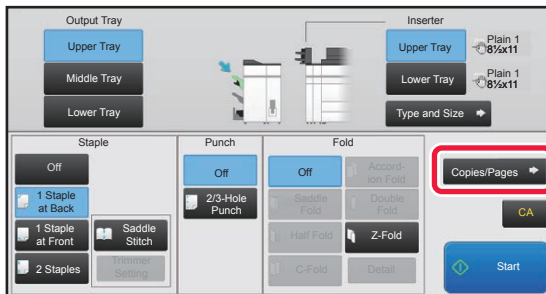 Output Tray
Inserter
Upper Tray
Middle Tray
Lower Tray
Upper Tray
Plain 1
8½x11
Lower Tray
Plain 1
8½x11
Type and Size
Staple
Punch
Fold
Off
1 Staple
at Back
1 Staple
at Front
2 Staples
Saddle
Stitch
Trimmer
Setting
Off
2/3-Hole
Punch
Off
Accord-
ion Fold
Saddle
Fold
Double
Fold
Half Fold
Z-Fold
C-Fold
Detail
Copies/Pages
CA
Start